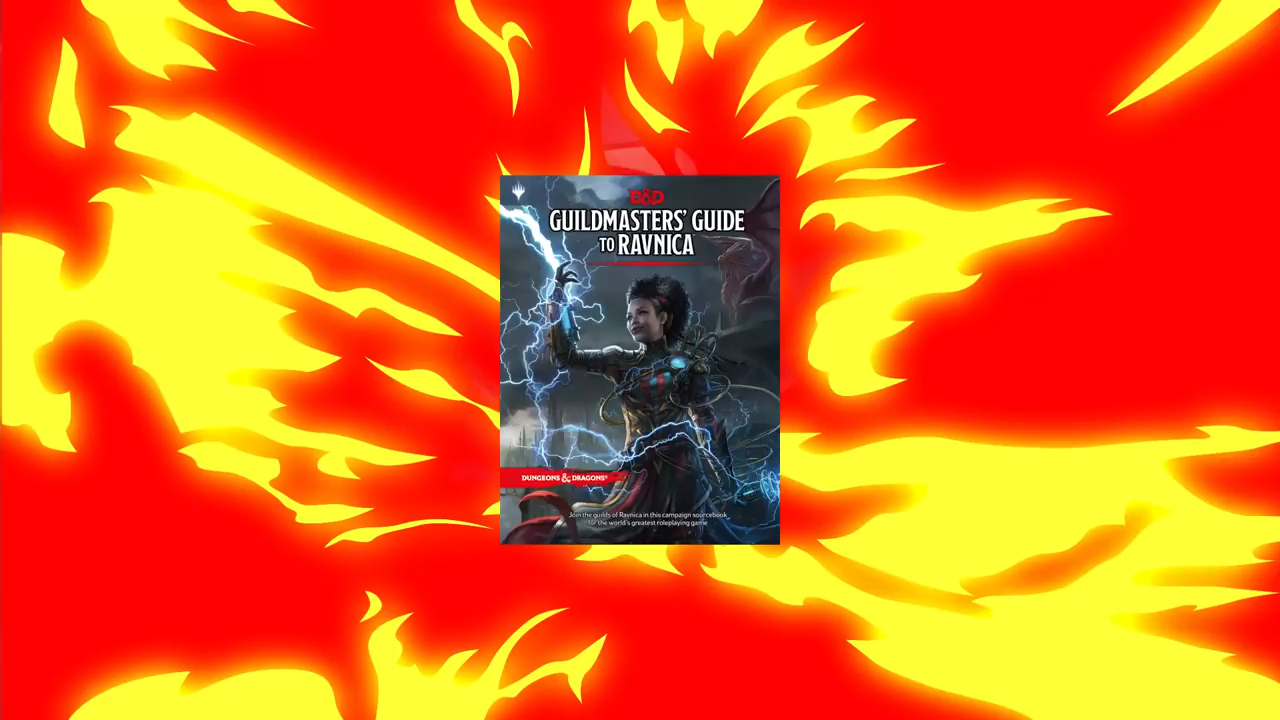 D&D
GUILDMASTERS' GUIDE
TO RAVNICA
DUNGEONS & DRAGONS®
Join the guilds of Ravnica in this campaign sourcebook
for the world's greatest roleplaying game